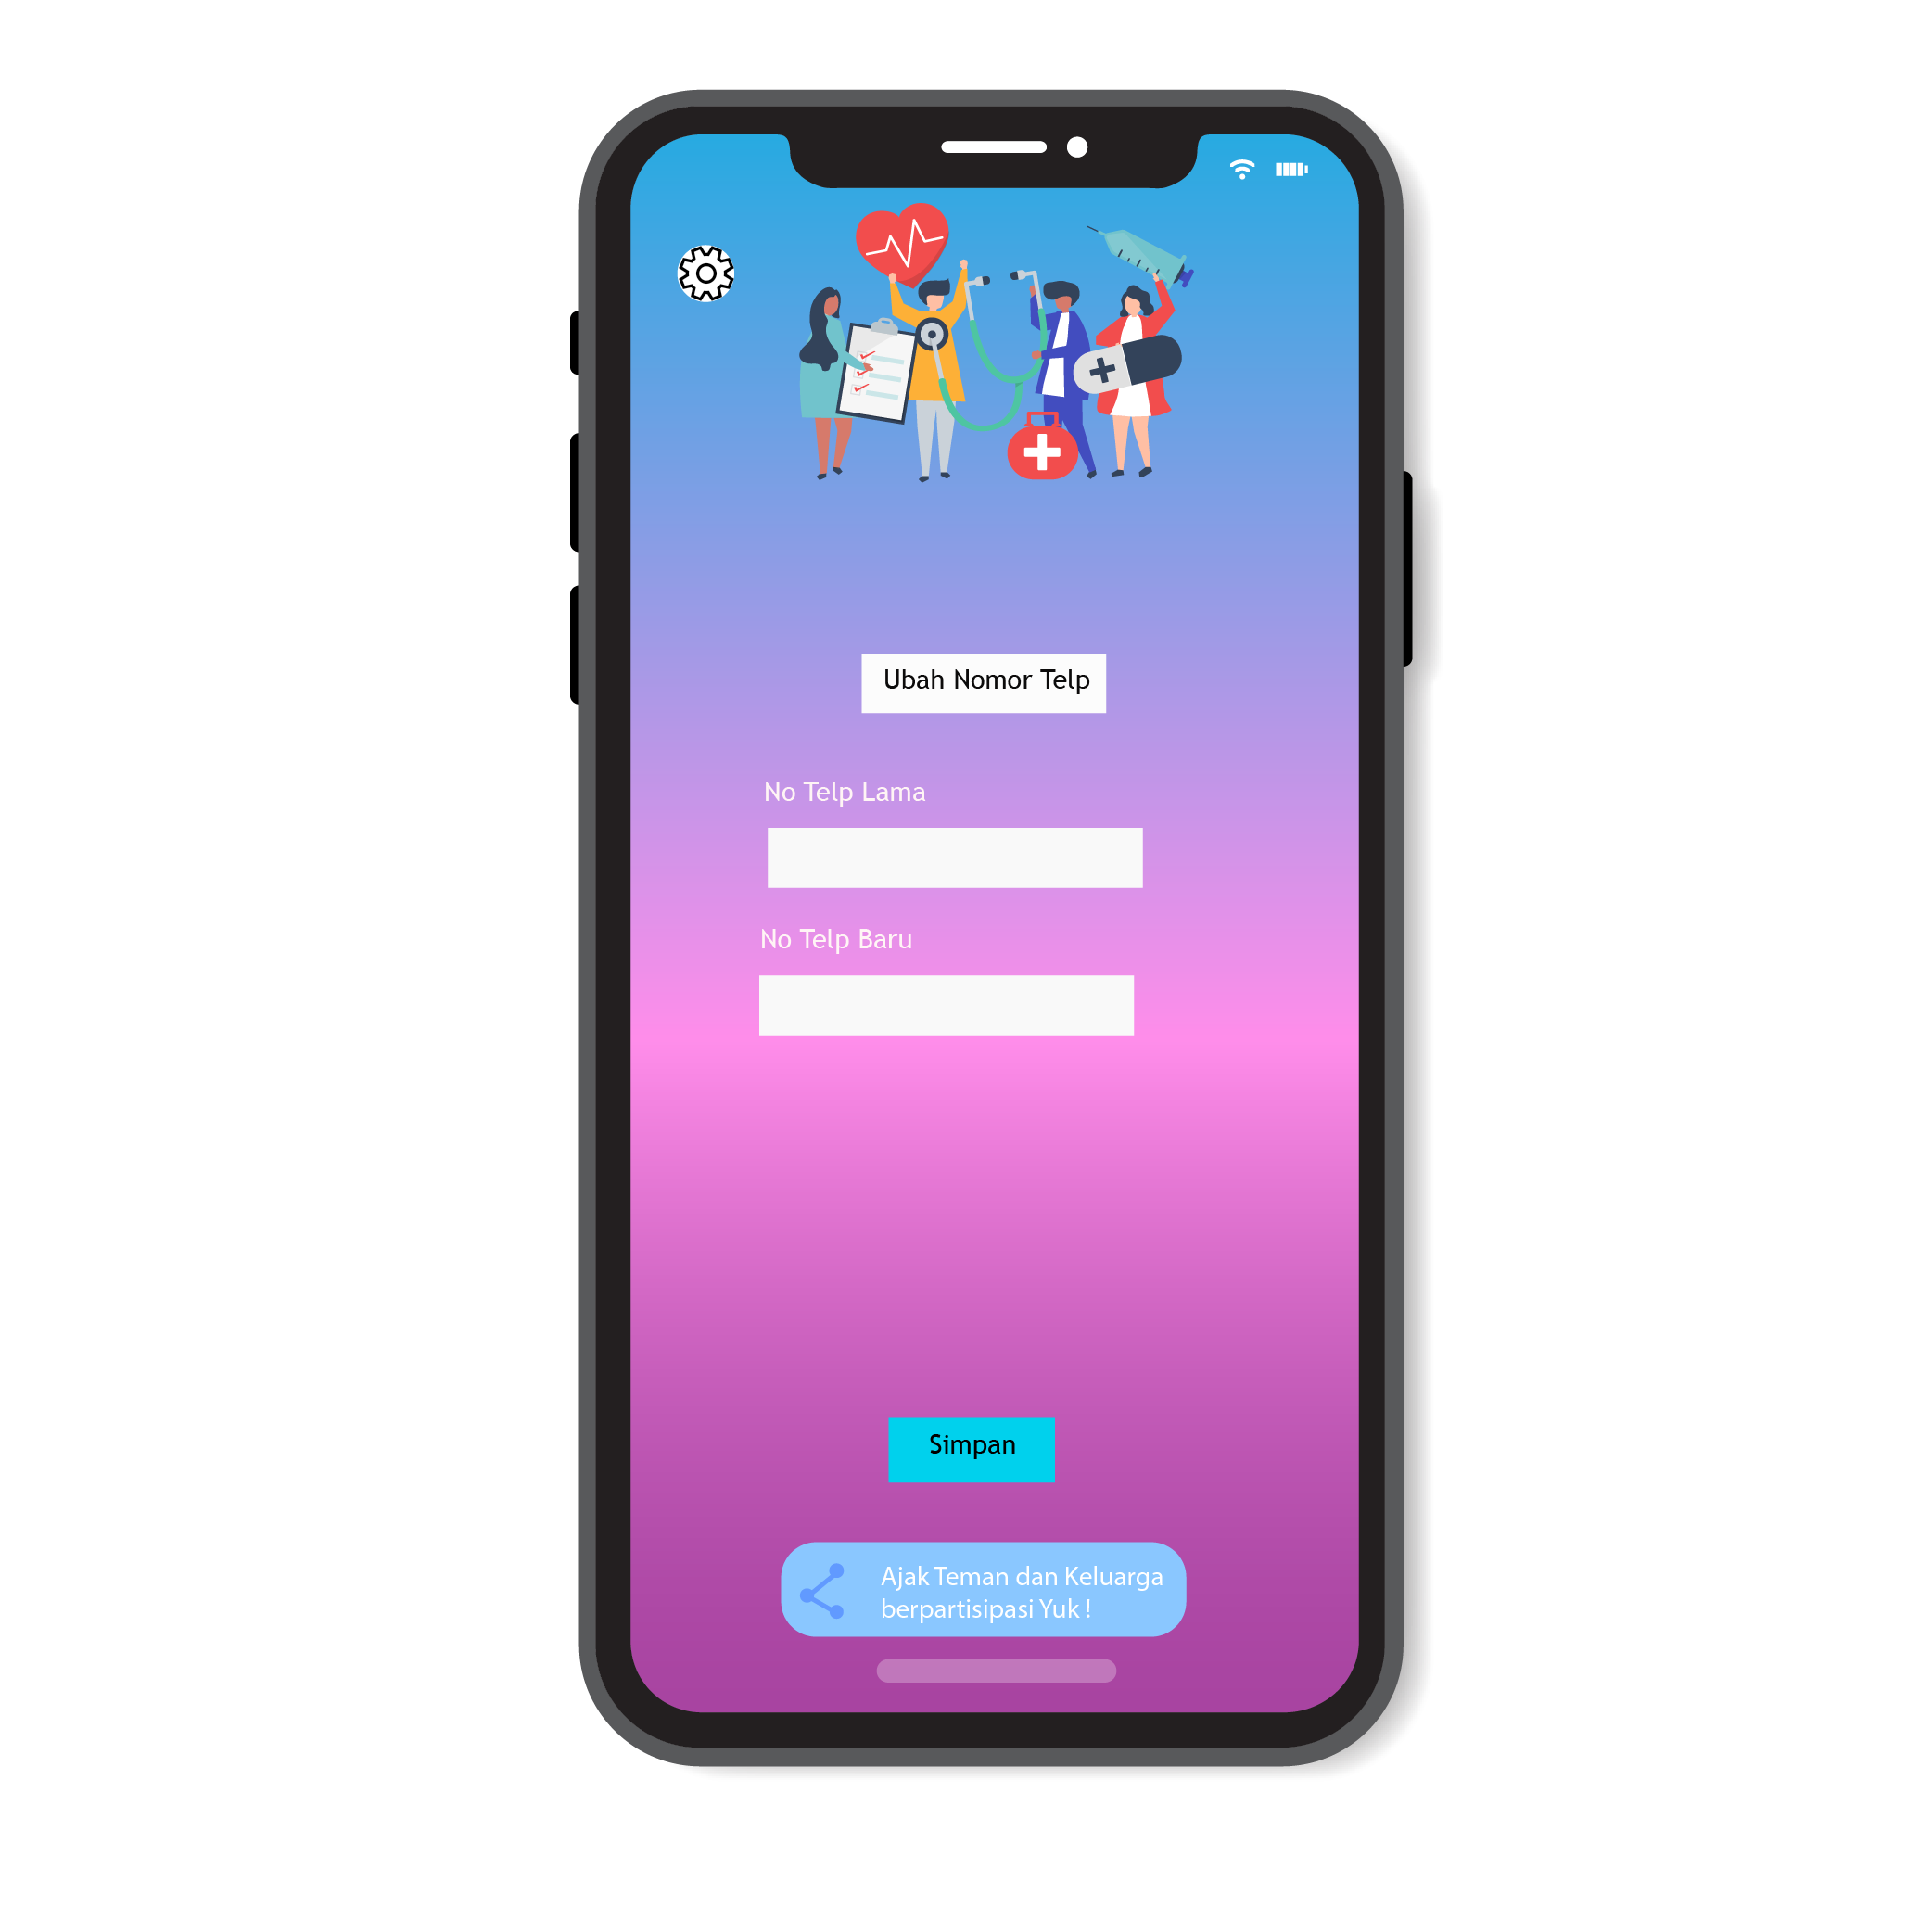 Ubah Nomor Telp
No Telp Lama
No Telp Baru
Simpan
Ajak Teman dan Keluarga
berpartisipasi Yuk !